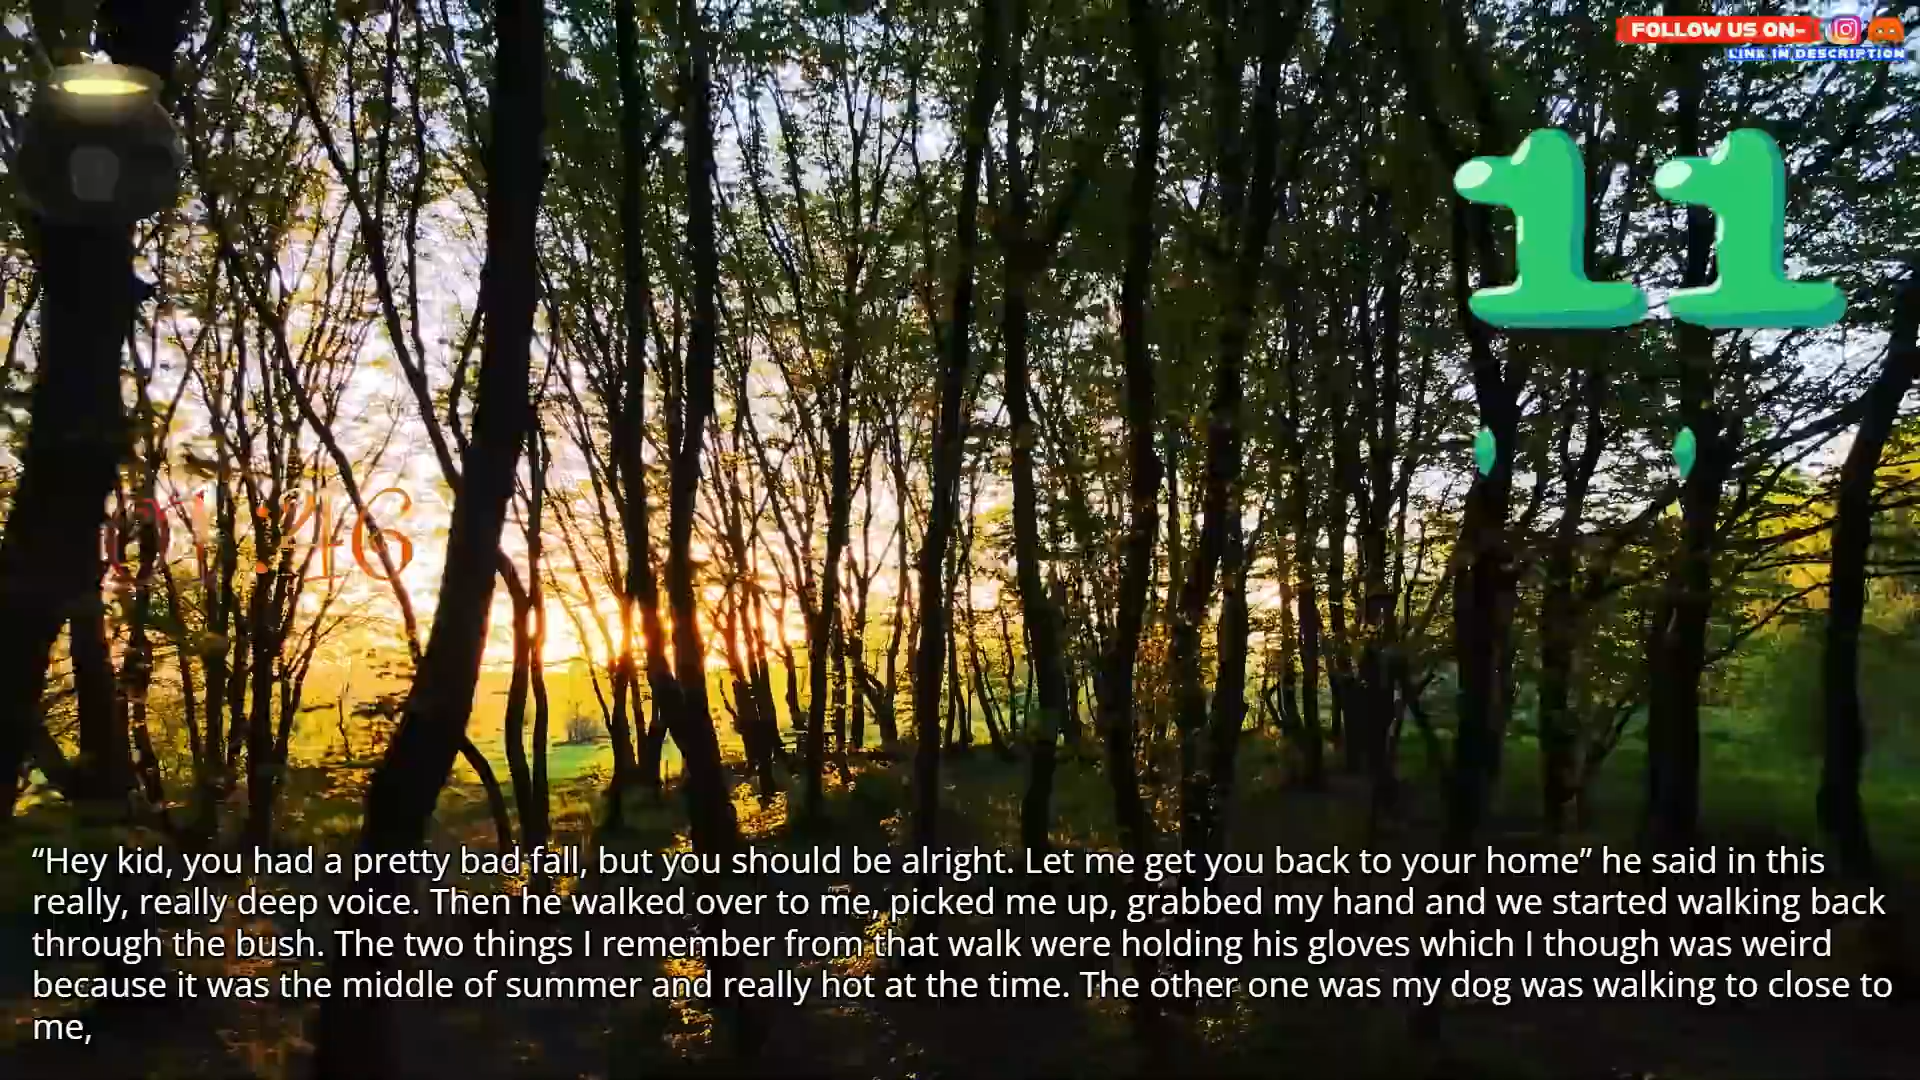 FOLLOW US ON-
LINK IN DESCRIPTION
11
01:46
“Hey kid, you had a pretty bad fall, but you should be alright. Let me get you back to your home” he said in this
really, really deep voice. Then he walked over to me, picked me up, grabbed my hand and we started walking back
through the bush. The two things I remember from that walk were holding his gloves which I though was weird
because it was the middle of summer and really hot at the time. The other one was my dog was walking to close to
me,